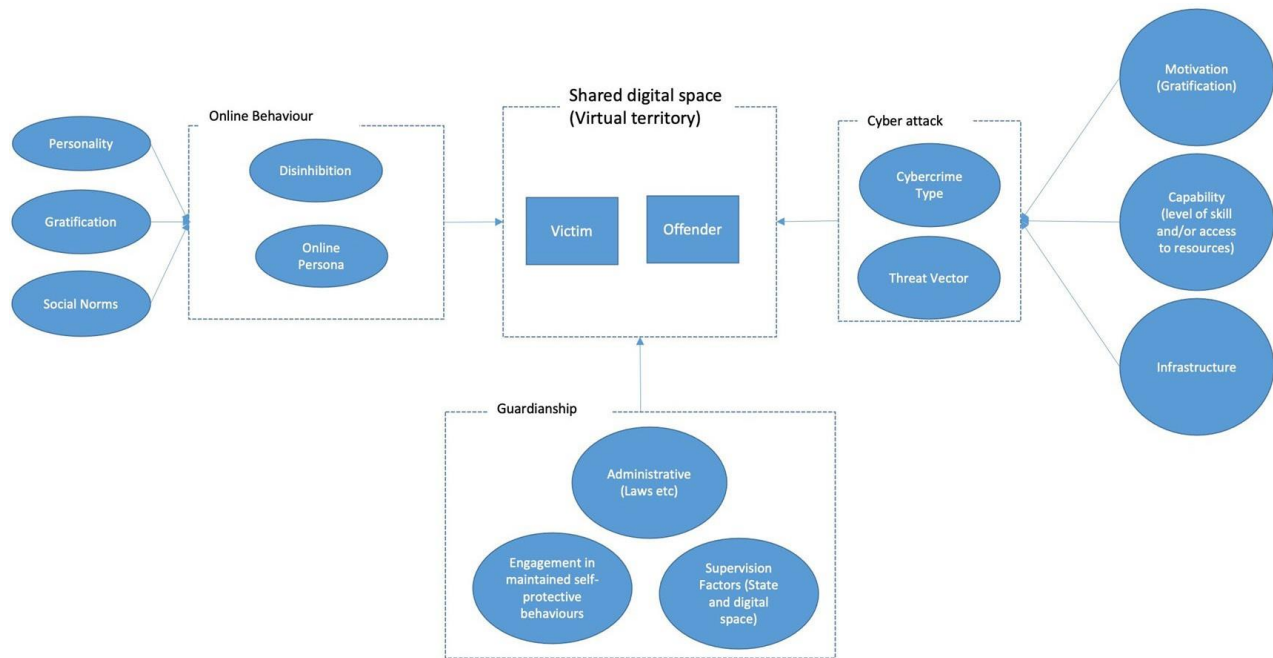 Personality
Gratification
Social Norms
Online Behaviour
Disinhibition
Online
Persona
Shared digital space
(Virtual territory)
Victim
Offender
Cyber attack
Cybercrime
Type
Threat Vector
Motivation
(Gratification)
Capability
(level of skill
and/or access
to resources)
Infrastructure
Guardianship
Administrative
(Laws etc)
Engagement in
maintained self-
protective
behaviours
Supervision
Factors (State
and digital
space)